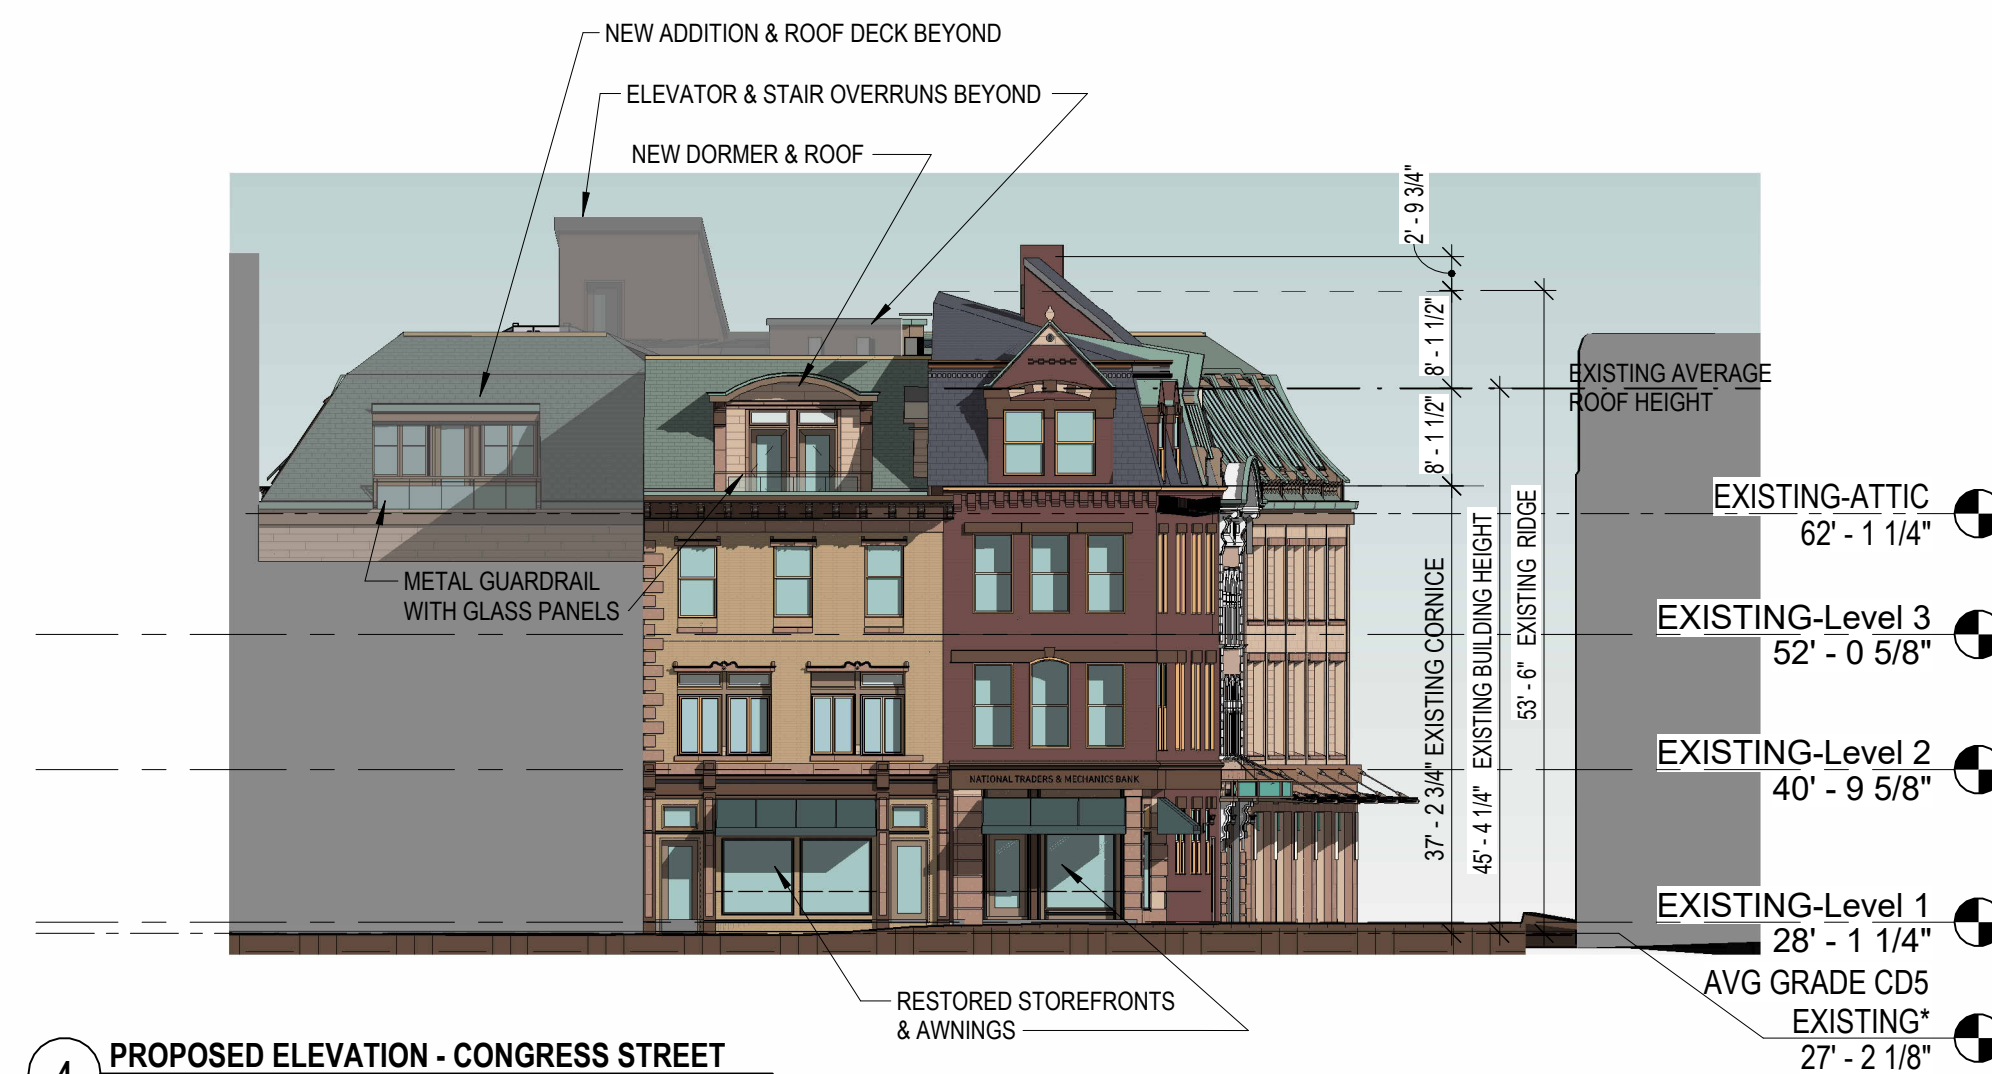 NEW ADDITION & ROOF DECK BEYOND
ELEVATOR & STAIR OVERRUNS BEYOND
NEW DORMER & ROOF
2' - 9 3/4"
8' - 1 1/2"
8' - 1 1/2"
EXISTING AVERAGE
ROOF HEIGHT
37' - 2 3/4" EXISTING CORNICE
45' - 4 1/4" EXISTING BUILDING HEIGHT
53' - 6" EXISTING RIDGE
EXISTING-ATTIC
62' - 1 1/4"
METAL GUARDRAIL
WITH GLASS PANELS
EXISTING-Level 3
52' - 0 5/8"
EXISTING-Level 2
40' - 9 5/8"
NATIONAL TRADERS & MECHANICS BANK
EXISTING-Level 1
28' - 1 1/4"
AVG GRADE CD5
EXISTING*
27' - 2 1/8"
RESTORED STOREFRONTS
& AWNINGS
4
PROPOSED ELEVATION - CONGRESS STREET